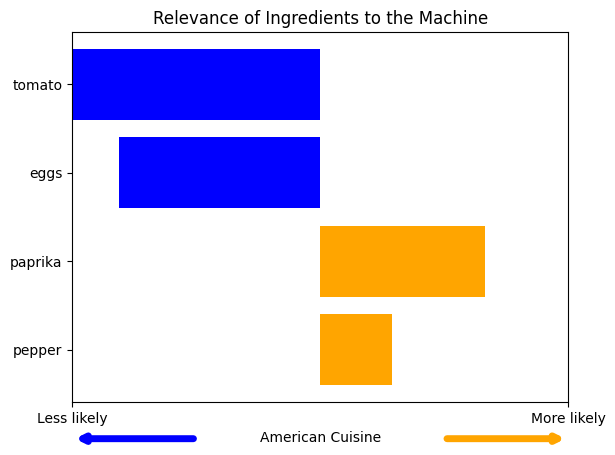 Relevance of Ingredients to the Machine
tomato
eggs
paprika
pepper
Less likely
More likely
American Cuisine